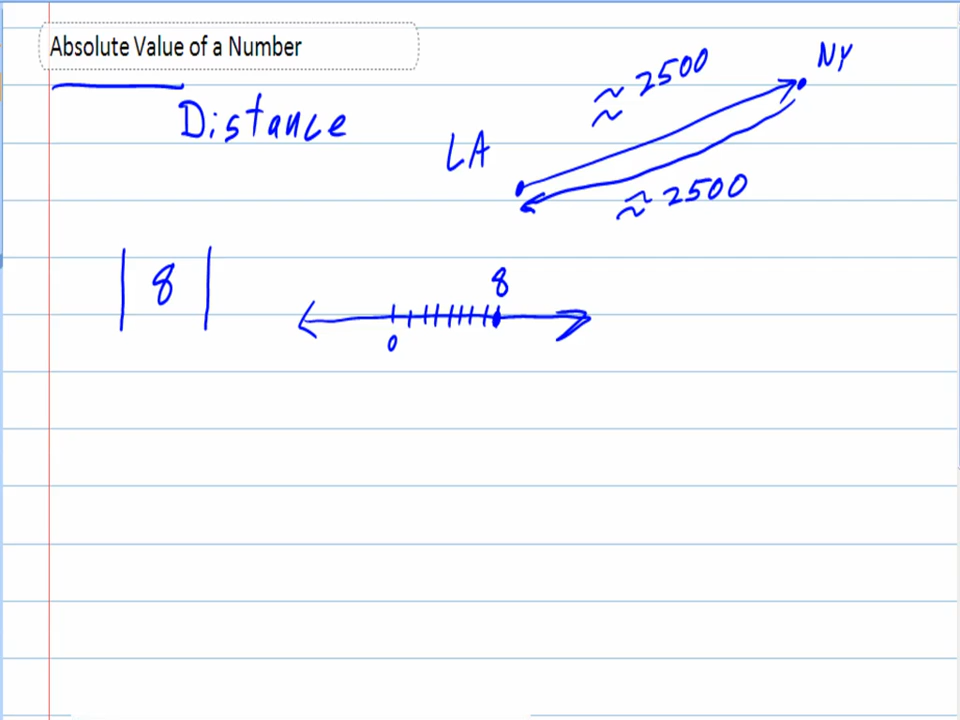 Absolute Value of a Number
Distance
NY
≈ 2500
LA
≈ 2500
| 8 |
8
0